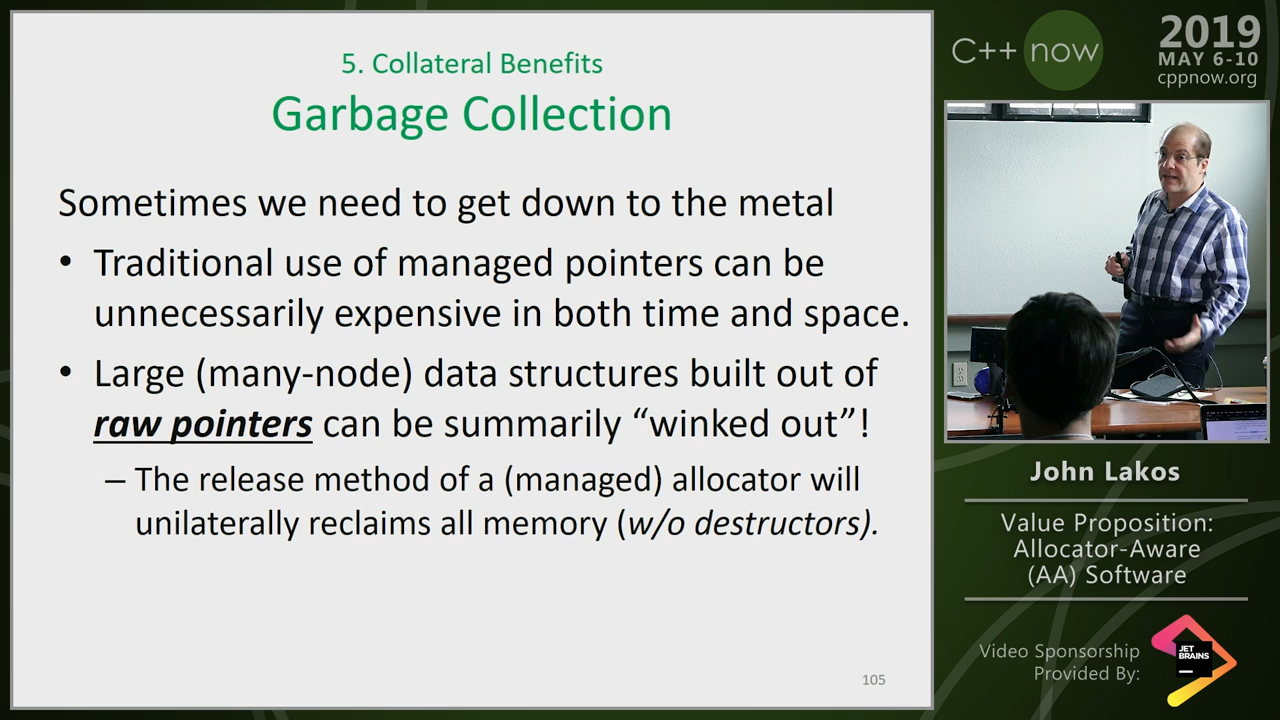 5. Collateral Benefits
Garbage Collection
Sometimes we need to get down to the metal
• Traditional use of managed pointers can be
unnecessarily expensive in both time and space.
• Large (many-node) data structures built out of
raw pointers can be summarily “winked out”!
– The release method of a (managed) allocator will
unilaterally reclaims all memory (w/o destructors).
105
C++ now
2019
MAY 6-10
cppnow.org
John Lakos
Value Proposition:
Allocator-Aware
(AA) Software
Video Sponsorship
Provided By:
JET
BRAINS